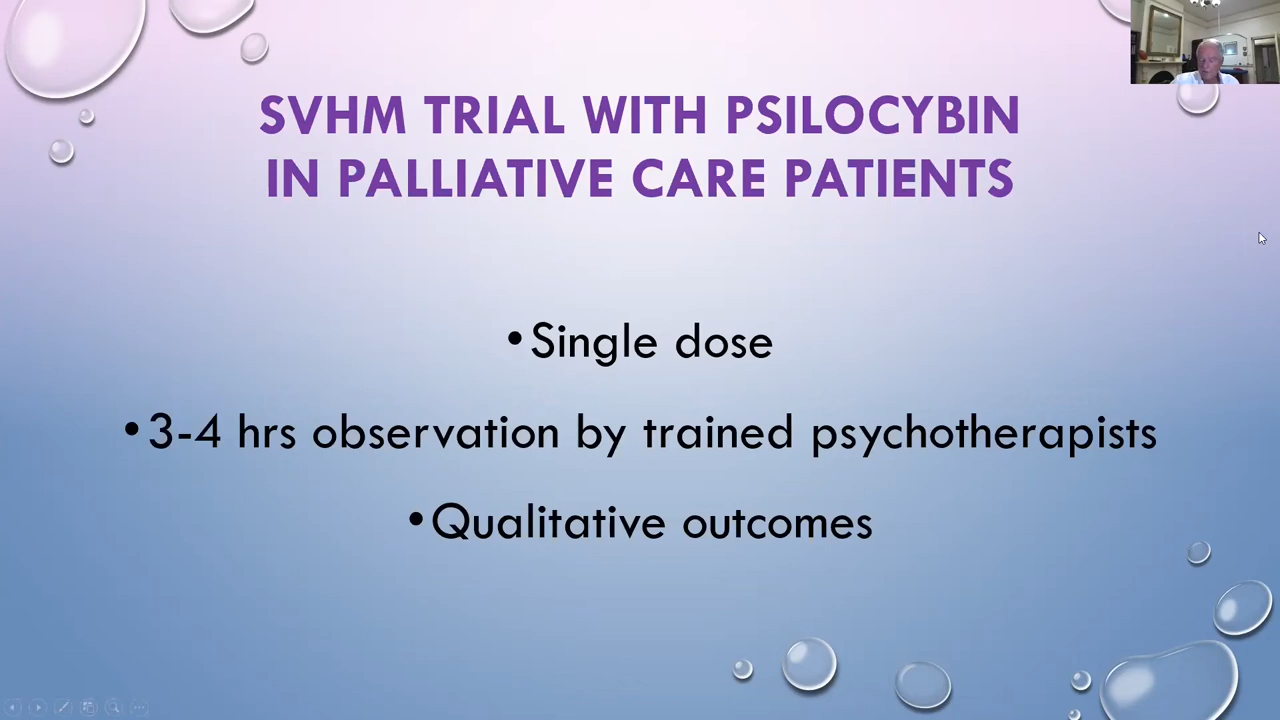 SVHM TRIAL WITH PSILOCYBIN
IN PALLIATIVE CARE PATIENTS
•Single dose
•3-4 hrs observation by trained psychotherapists
•Qualitative outcomes